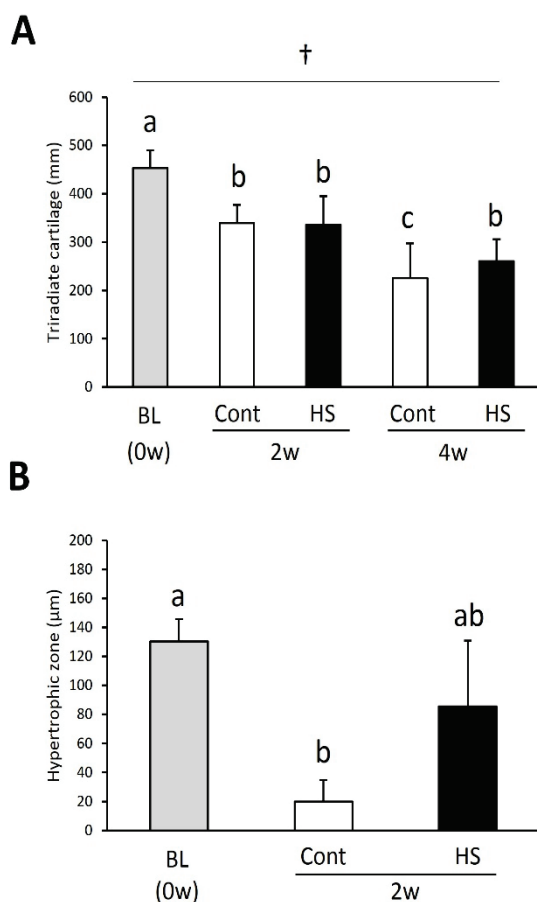 A
†
Triradiate cartilage (mm)
600
500
400
300
200
100
0
a
b
b
c
b
BL
Cont
HS
Cont
HS
(0w)
2w
4w
B
Hypertrophic zone (μm)
200
180
160
140
120
100
80
60
40
20
0
a
b
ab
BL
Cont
HS
(0w)
2w